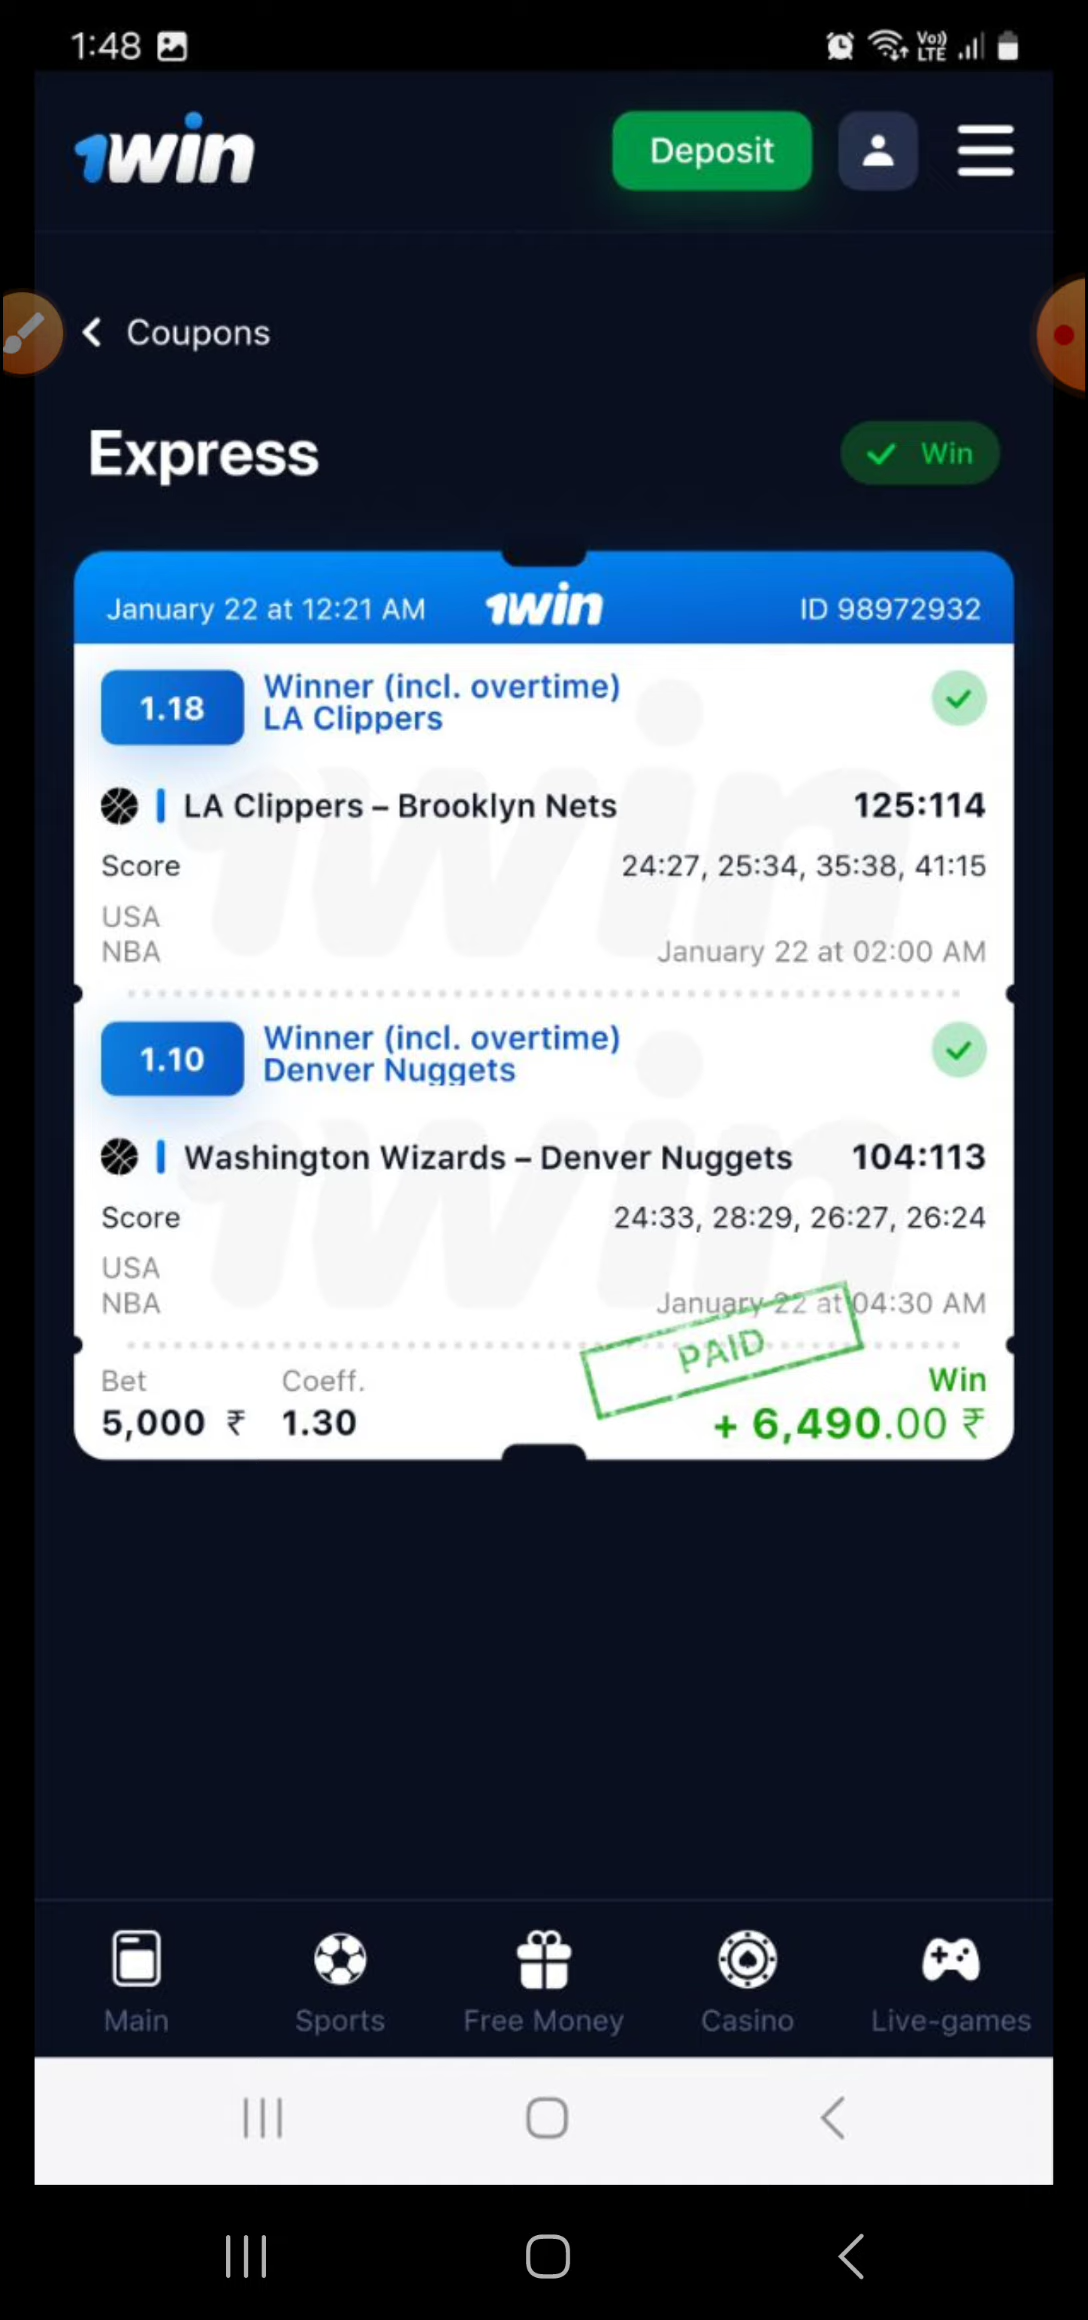 1:48 Vo)) LTE
1win Deposit
Coupons
Express Win
January 22 at 12:21 AM 1win ID 98972932
1.18 Winner (incl. overtime)
LA Clippers
LA Clippers – Brooklyn Nets 125:114
Score 24:27, 25:34, 35:38, 41:15
USA
NBA January 22 at 02:00 AM
1.10 Winner (incl. overtime)
Denver Nuggets
Washington Wizards – Denver Nuggets 104:113
Score 24:33, 28:29, 26:27, 26:24
USA
NBA January 22 at 04:30 AM
PAID
Bet Coeff. Win
5,000 ₹ 1.30 + 6,490.00 ₹
Main Sports Free Money Casino Live-games